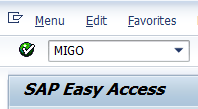 Menu Edit Favorites
MIGO
SAP Easy Access